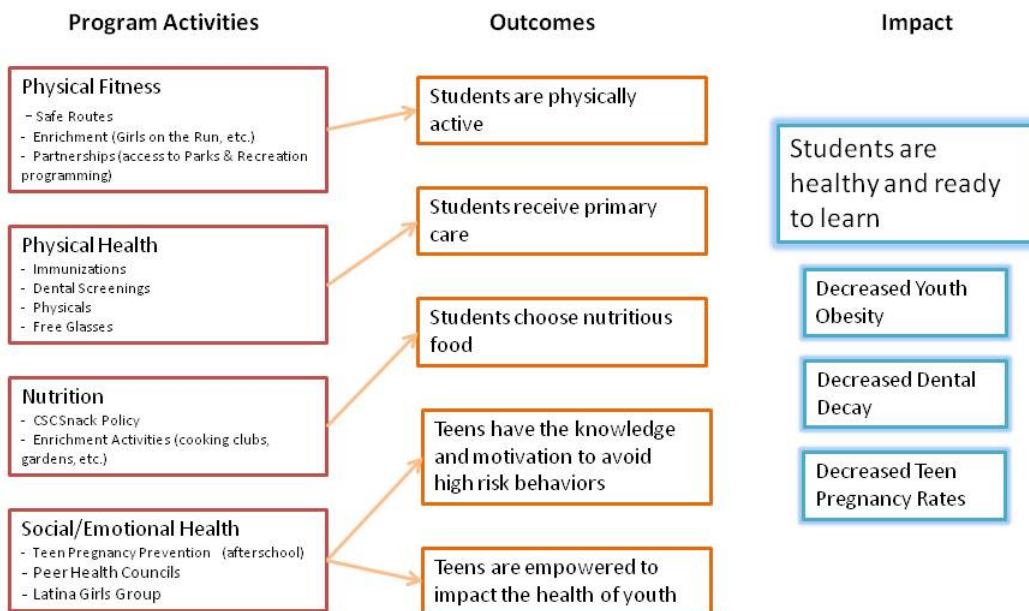 Program Activities
Physical Fitness
– Safe Routes
- Enrichment (Girls on the Run, etc.)
- Partnerships (access to Parks & Recreation
programming)
Physical Health
- Immunizations
- Dental Screenings
- Physicals
- Free Glasses
Nutrition
- CSCSnack Policy
- Enrichment Activities (cooking clubs,
gardens, etc.)
Social/Emotional Health
- Teen Pregnancy Prevention (afterschool)
- Peer Health Councils
- Latina Girls Group
Outcomes
Students are physically
active
Students receive primary
care
Students choose nutritious
food
Teens have the knowledge
and motivation to avoid
high risk behaviors
Teens are empowered to
impact the health of youth
Impact
Students are
healthy and ready
to learn
Decreased Youth
Obesity
Decreased Dental
Decay
Decreased Teen
Pregnancy Rates